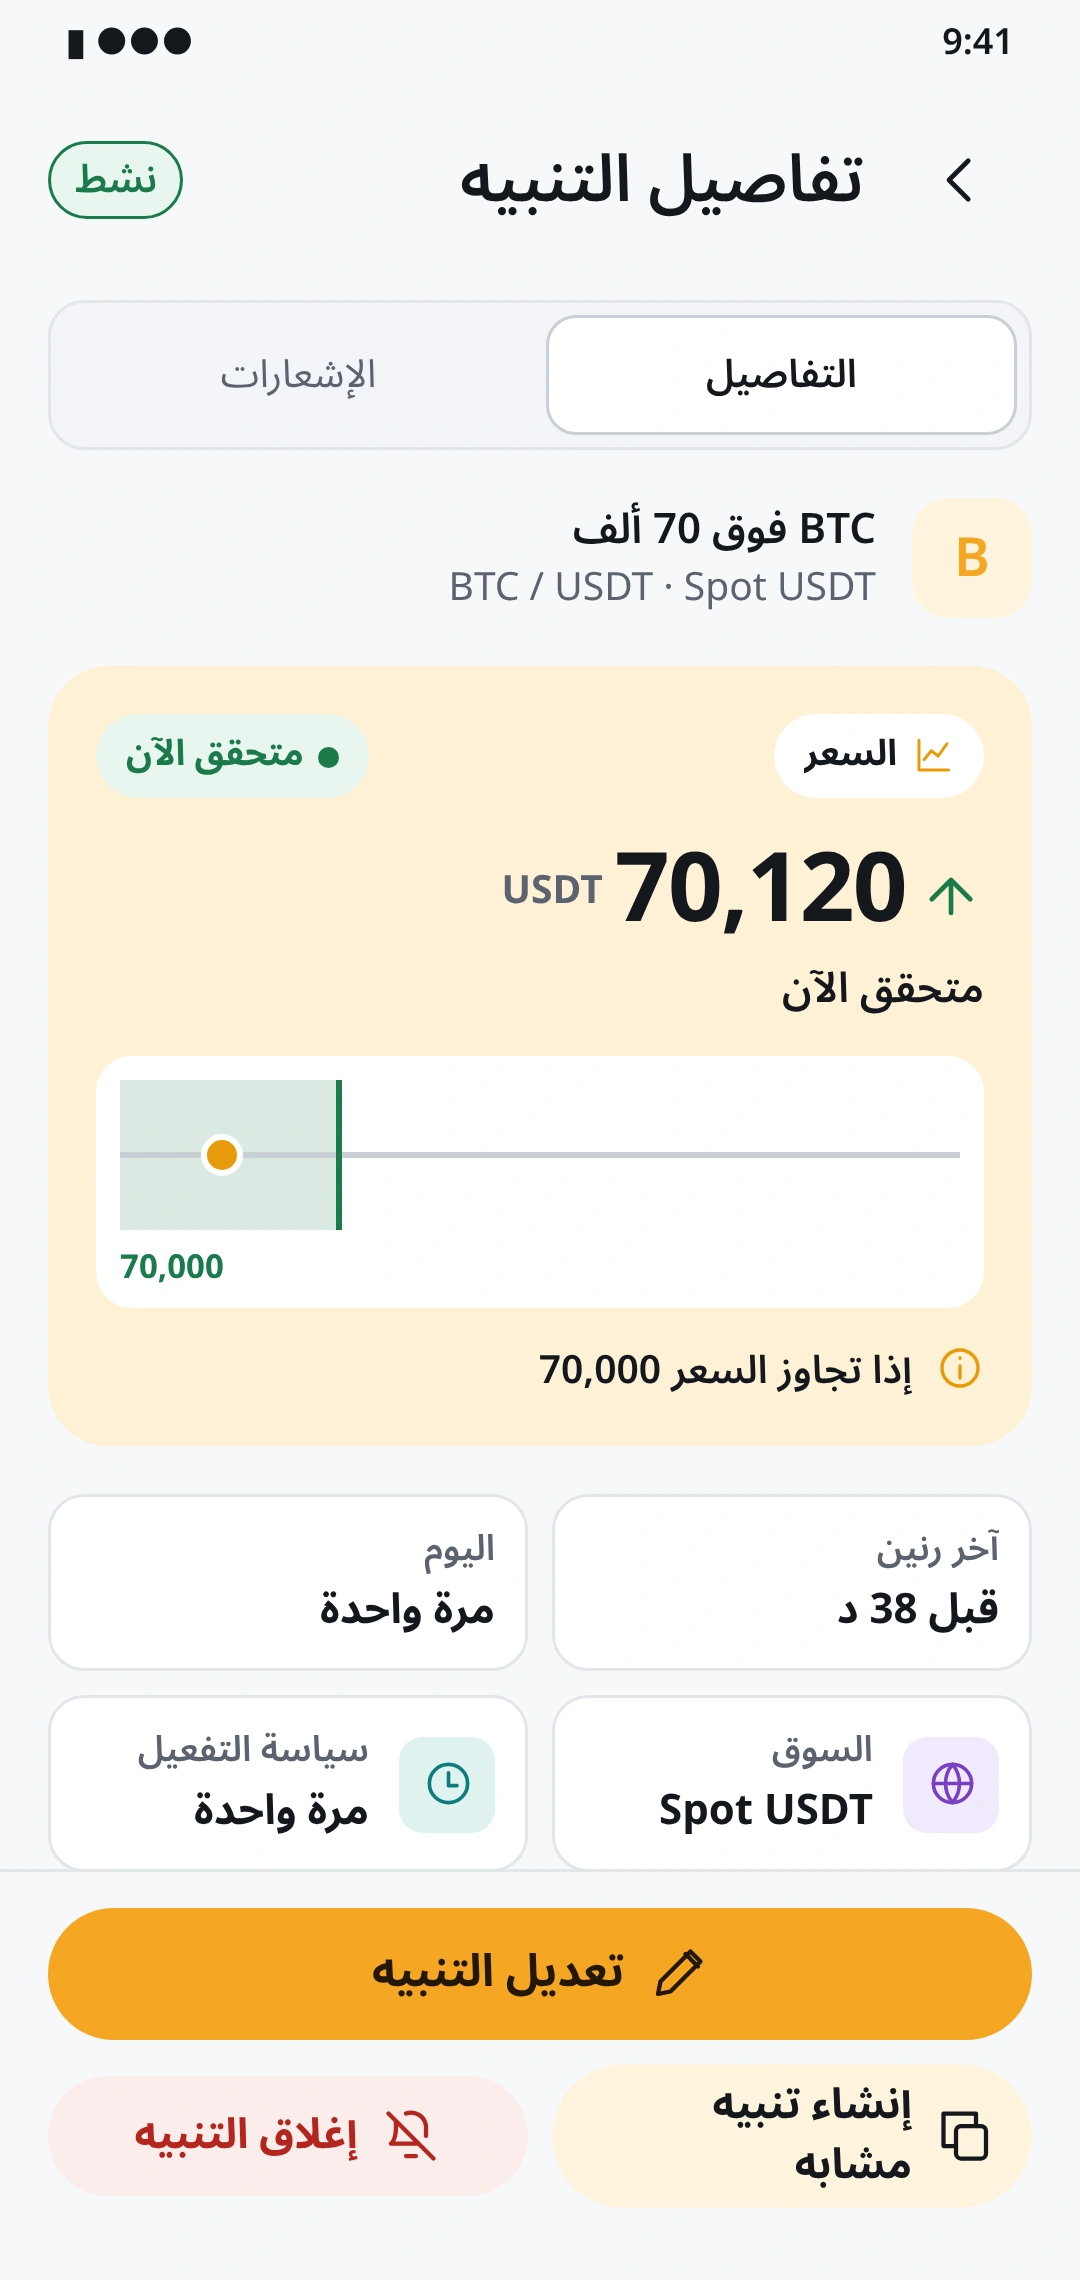 9:41
تفاصيل التنبيه
نشط
التفاصيل
الإشعارات
B
BTC فوق 70 ألف
BTC / USDT · Spot USDT
السعر
متحقق الآن
70,120 USDT
متحقق الآن
70,000
إذا تجاوز السعر 70,000
آخر رنين
قبل 38 د
اليوم
مرة واحدة
السوق
Spot USDT
سياسة التفعيل
مرة واحدة
تعديل التنبيه
إنشاء تنبيه
مشابه
إغلاق التنبيه